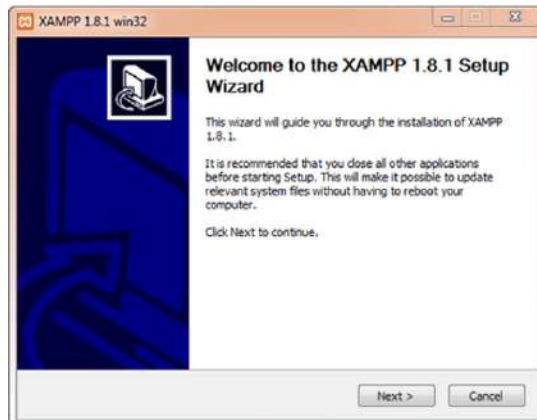 XAMPP 1.8.1 win32
Welcome to the XAMPP 1.8.1 Setup
Wizard
This wizard will guide you through the installation of XAMPP
1.8.1.
It is recommended that you close all other applications
before starting Setup. This will make it possible to update
relevant system files without having to reboot your
computer.
Click Next to continue.
Next >
Cancel